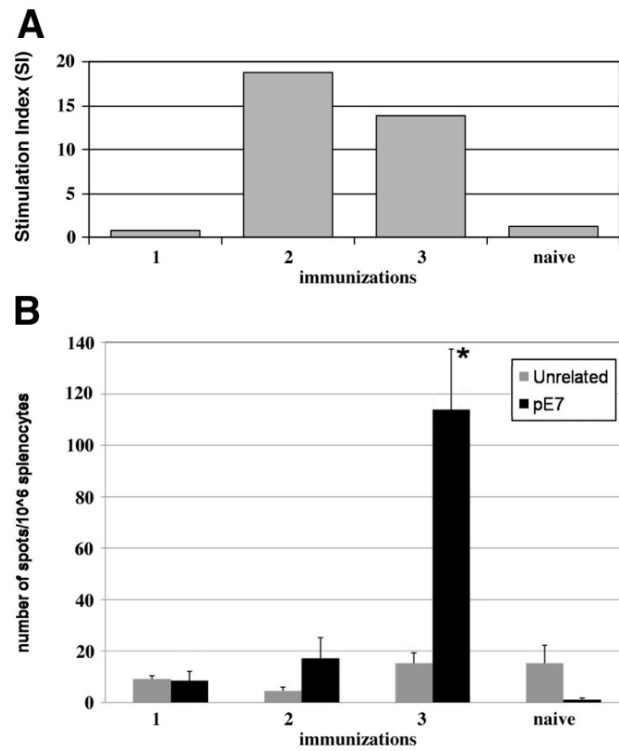 A
Stimulation Index (SI)
20
15
10
5
0
1 2 3 naive
immunizations
B
number of spots/10^6 splenocytes
140
120
100
80
60
40
20
0
*
Unrelated
pE7
1 2 3 naive
immunizations